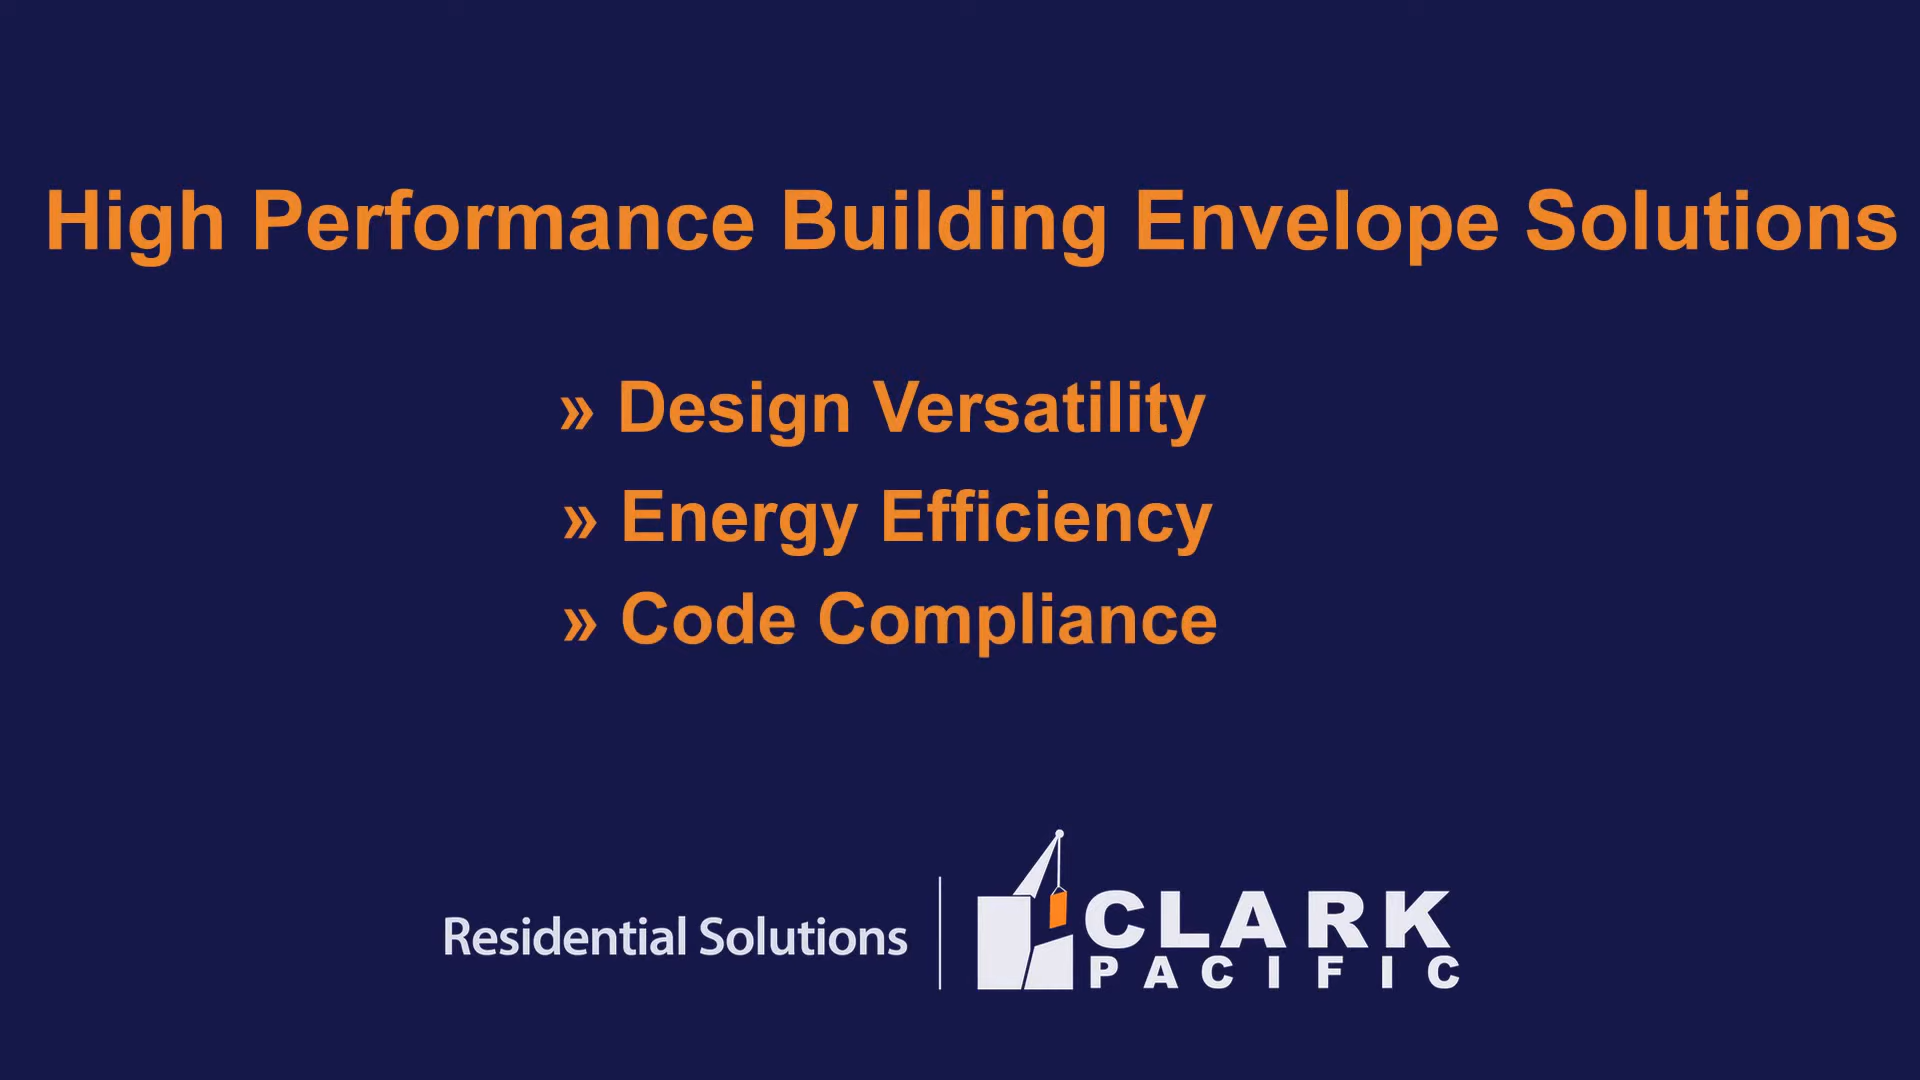 High Performance Building Envelope Solutions
» Design Versatility
» Energy Efficiency
» Code Compliance
Residential Solutions
CLARK
PACIFIC